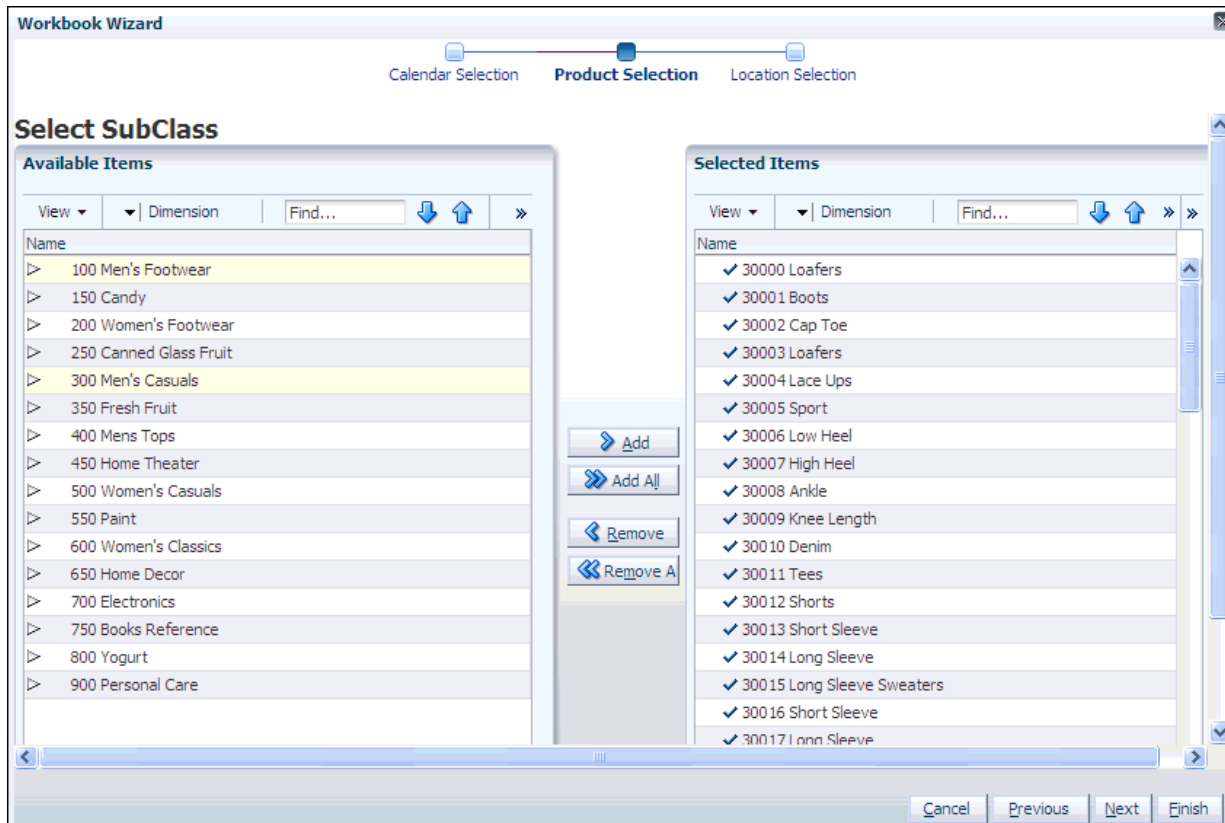 Workbook Wizard
Calendar Selection
Product Selection
Location Selection
Select SubClass
Available Items
View
Dimension
Find...
»
Name
100 Men's Footwear
150 Candy
200 Women's Footwear
250 Canned Glass Fruit
300 Men's Casuals
350 Fresh Fruit
400 Mens Tops
450 Home Theater
500 Women's Casuals
550 Paint
600 Women's Classics
650 Home Decor
700 Electronics
750 Books Reference
800 Yogurt
900 Personal Care
Add
Add All
Remove
Remove A
Selected Items
View
Dimension
Find...
» »
Name
30000 Loafers
30001 Boots
30002 Cap Toe
30003 Loafers
30004 Lace Ups
30005 Sport
30006 Low Heel
30007 High Heel
30008 Ankle
30009 Knee Length
30010 Denim
30011 Tees
30012 Shorts
30013 Short Sleeve
30014 Long Sleeve
30015 Long Sleeve Sweaters
30016 Short Sleeve
30017 Long Sleeve
Cancel
Previous
Next
Finish